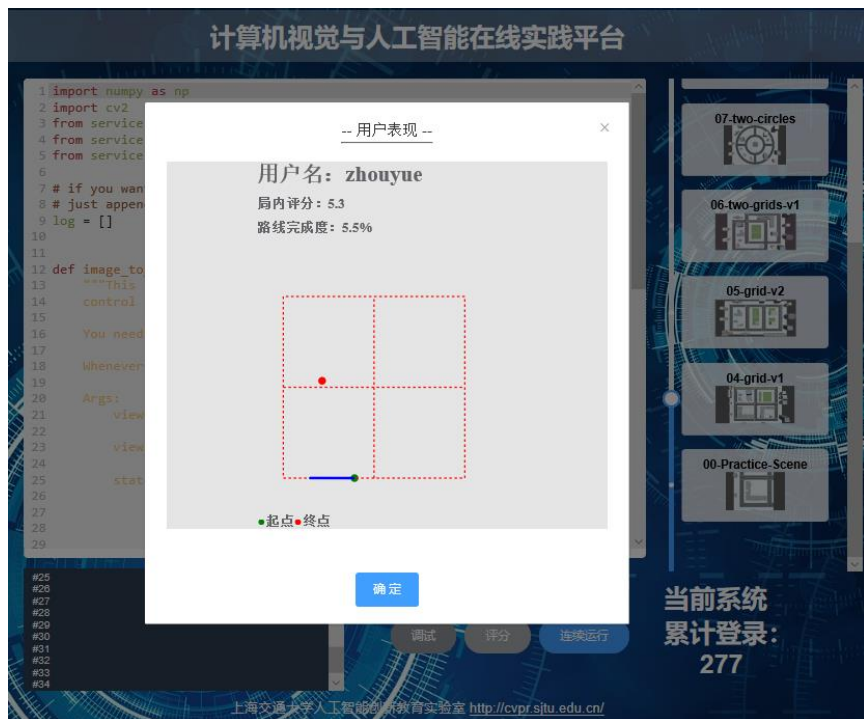 计算机视觉与人工智能在线实践平台
1 import numpy as np
2 import cv2
3 from service
4 from service
5 from service
6
7 # if you wan
8 # just appen
9 log = []
10
11
12 def image_to
13 """This
14 control
15
16 You need
17
18 Whenever
19
20 Args:
21 view
22
23 view
24
25 stat
26
27
28
29
-- 用户表现 --
×
用户名：zhouyue
局内评分：5.3
路线完成度：5.5%
●起点●终点
确定
07-two-circles
06-two-grids-v1
05-grid-v2
04-grid-v1
00-Practice-Scene
#25
#26
#27
#28
#29
#30
#31
#32
#33
#34
调试
评分
连续运行
当前系统
累计登录：
277
上海交通大学人工智能创新教育实验室 http://cvpr.sjtu.edu.cn/